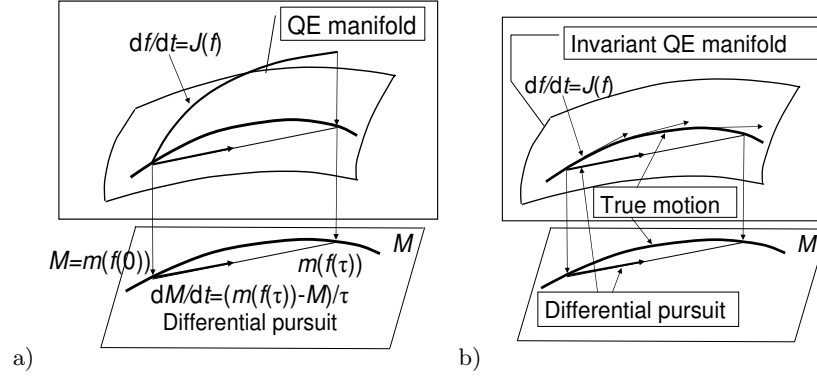 df/dt=J(f)
QE manifold
M=m(f(0))
M
m(f(τ))
dM/dt=(m(f(τ))-M)/τ
Differential pursuit
a)
Invariant QE manifold
df/dt=J(f)
True motion
M
Differential pursuit
b)